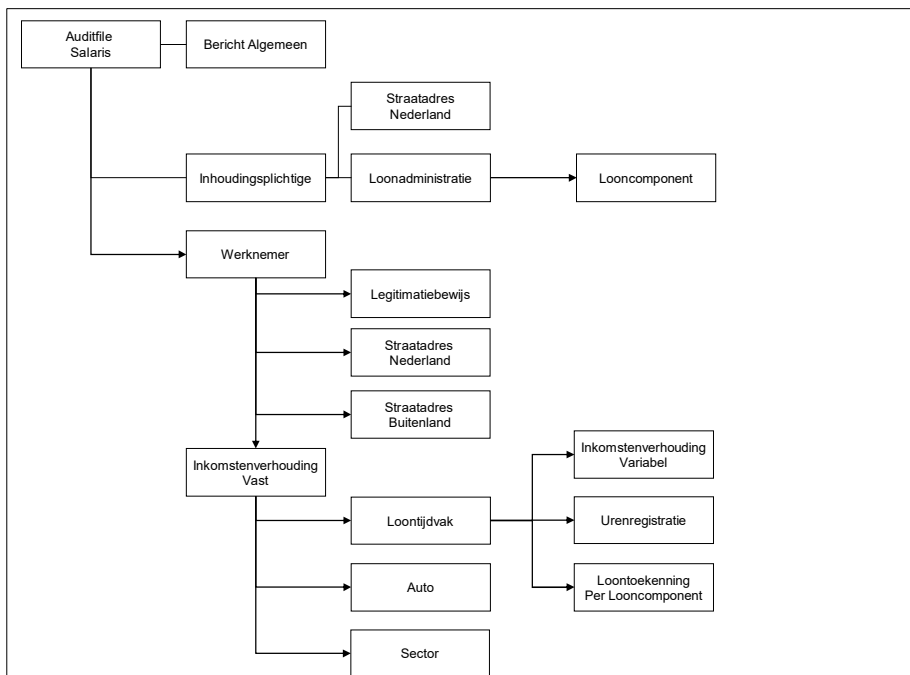 Auditfile
Salaris
Bericht Algemeen
Straatadres
Nederland
Inhoudingsplichtige
Loonadministratie
Looncomponent
Werknemer
Legitimatiebewijs
Straatadres
Nederland
Straatadres
Buitenland
Inkomstenverhouding
Vast
Inkomstenverhouding
Variabel
Loontijdvak
Urenregistratie
Auto
Loontoekenning
Per Looncomponent
Sector